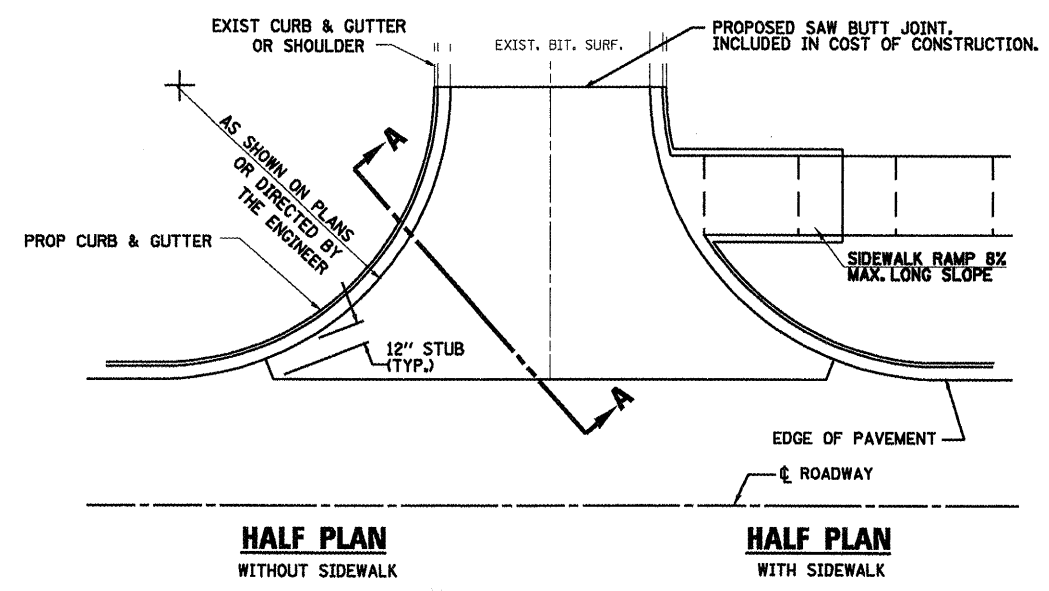 EXIST CURB & GUTTER
OR SHOULDER
EXIST. BIT. SURF.
PROPOSED SAW BUTT JOINT.
INCLUDED IN COST OF CONSTRUCTION.
A
AS SHOWN ON PLANS
OR DIRECTED BY
THE ENGINEER
PROP CURB & GUTTER
SIDEWALK RAMP 8%
MAX. LONG SLOPE
12" STUB
(TYP.)
A
EDGE OF PAVEMENT
℄ ROADWAY
HALF PLAN
WITHOUT SIDEWALK
HALF PLAN
WITH SIDEWALK